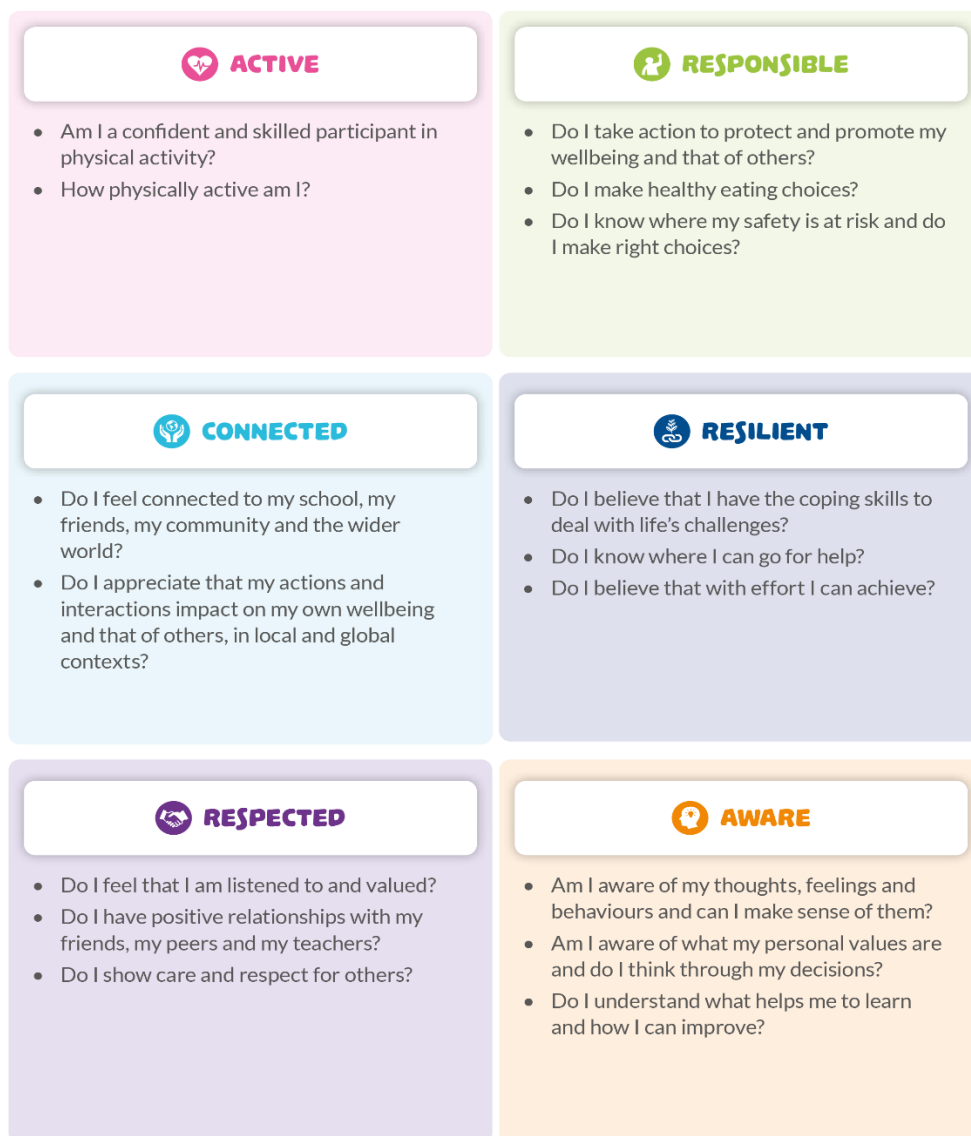 ACTIVE
• Am I a confident and skilled participant in
physical activity?
• How physically active am I?
RESPONSIBLE
• Do I take action to protect and promote my
wellbeing and that of others?
• Do I make healthy eating choices?
• Do I know where my safety is at risk and do
I make right choices?
CONNECTED
• Do I feel connected to my school, my
friends, my community and the wider
world?
• Do I appreciate that my actions and
interactions impact on my own wellbeing
and that of others, in local and global
contexts?
RESILIENT
• Do I believe that I have the coping skills to
deal with life’s challenges?
• Do I know where I can go for help?
• Do I believe that with effort I can achieve?
RESPECTED
• Do I feel that I am listened to and valued?
• Do I have positive relationships with my
friends, my peers and my teachers?
• Do I show care and respect for others?
AWARE
• Am I aware of my thoughts, feelings and
behaviours and can I make sense of them?
• Am I aware of what my personal values are
and do I think through my decisions?
• Do I understand what helps me to learn
and how I can improve?